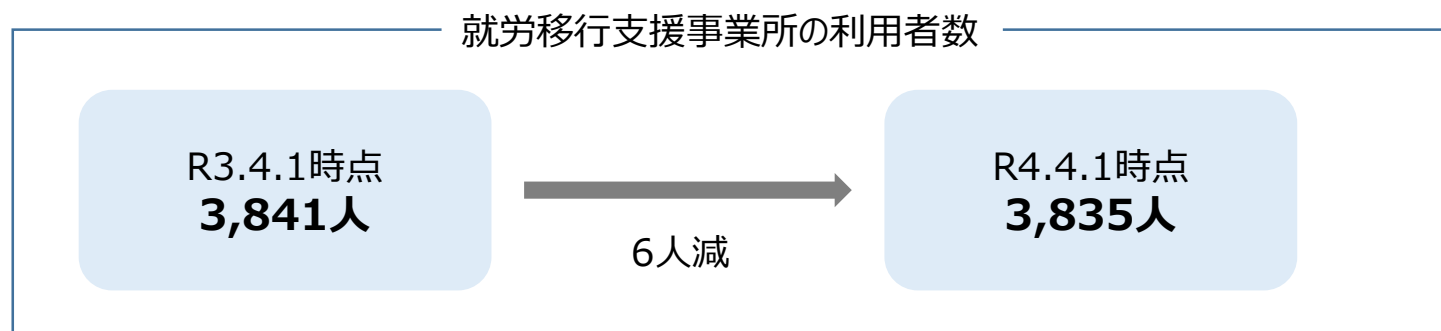 就労移行支援事業所の利用者数
R3.4.1時点
3,841人
6人減
R4.4.1時点
3,835人